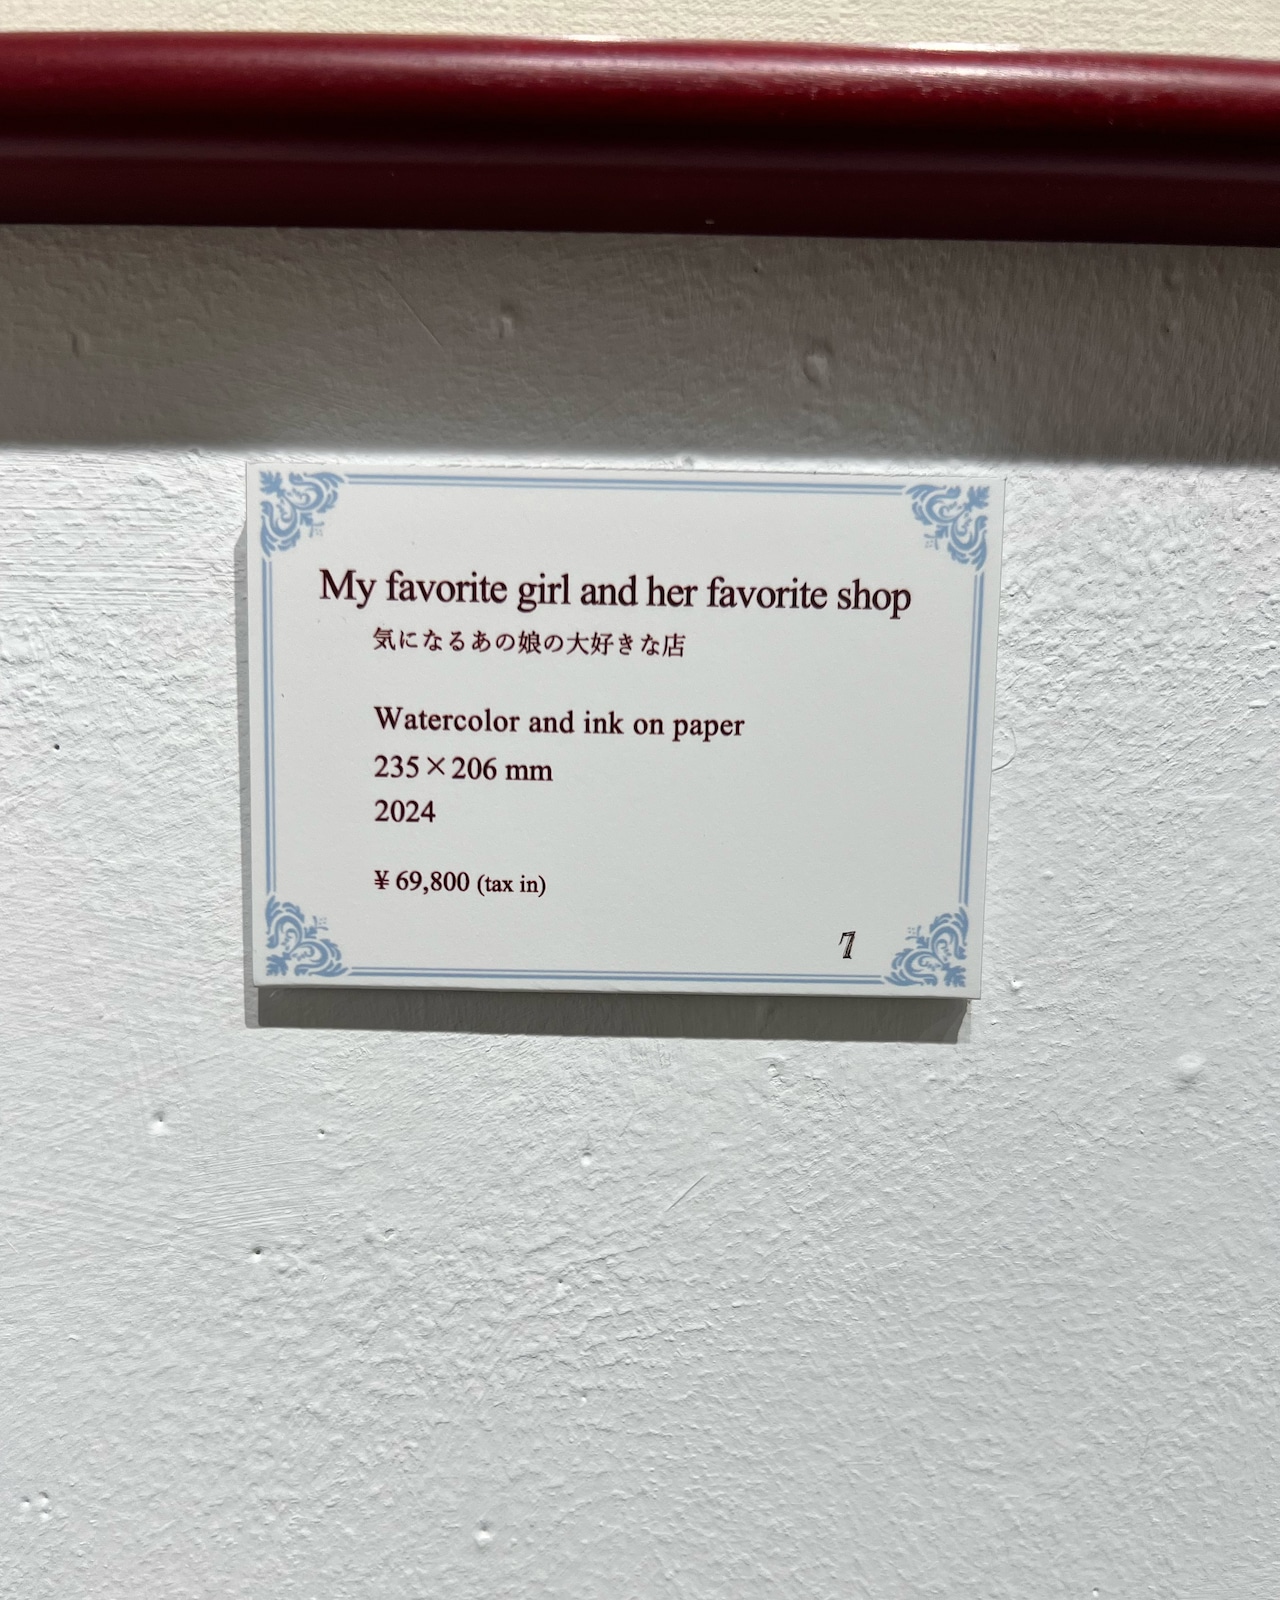 My favorite girl and her favorite shop
気になるあの娘の大好きな店
Watercolor and ink on paper
235×206 mm
2024
¥ 69,800 (tax in)
7